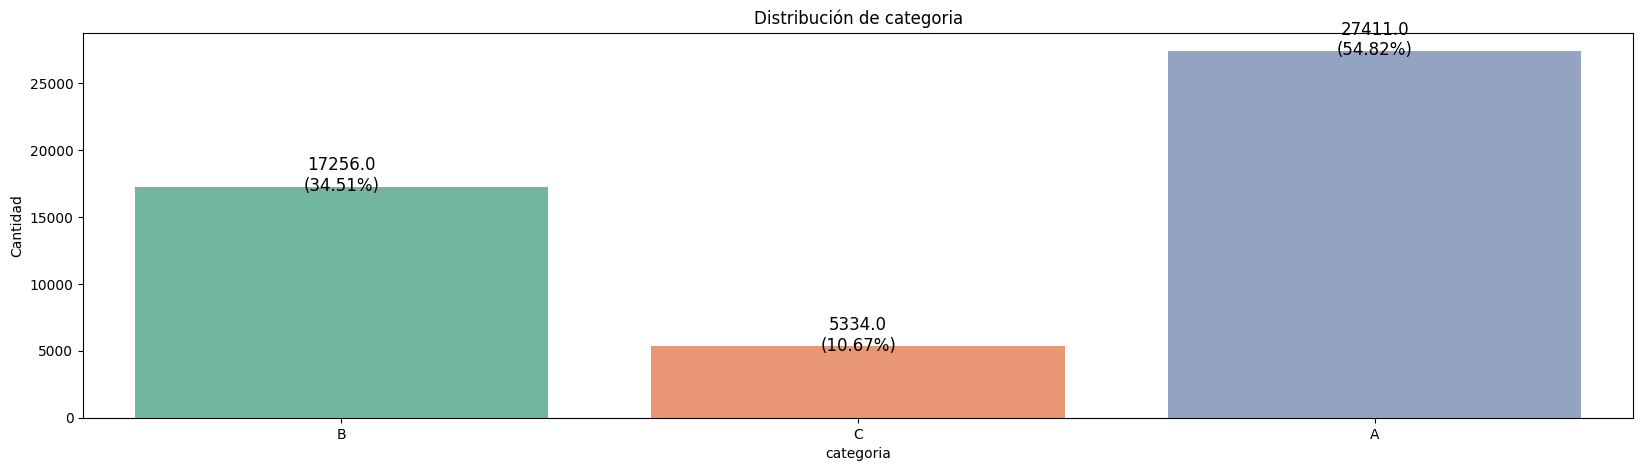 Distribución de categoria
27411.0
(54.82%)
25000
20000
17256.0
(34.51%)
15000
Cantidad
10000
5334.0
(10.67%)
5000
0
B
C
A
categoria